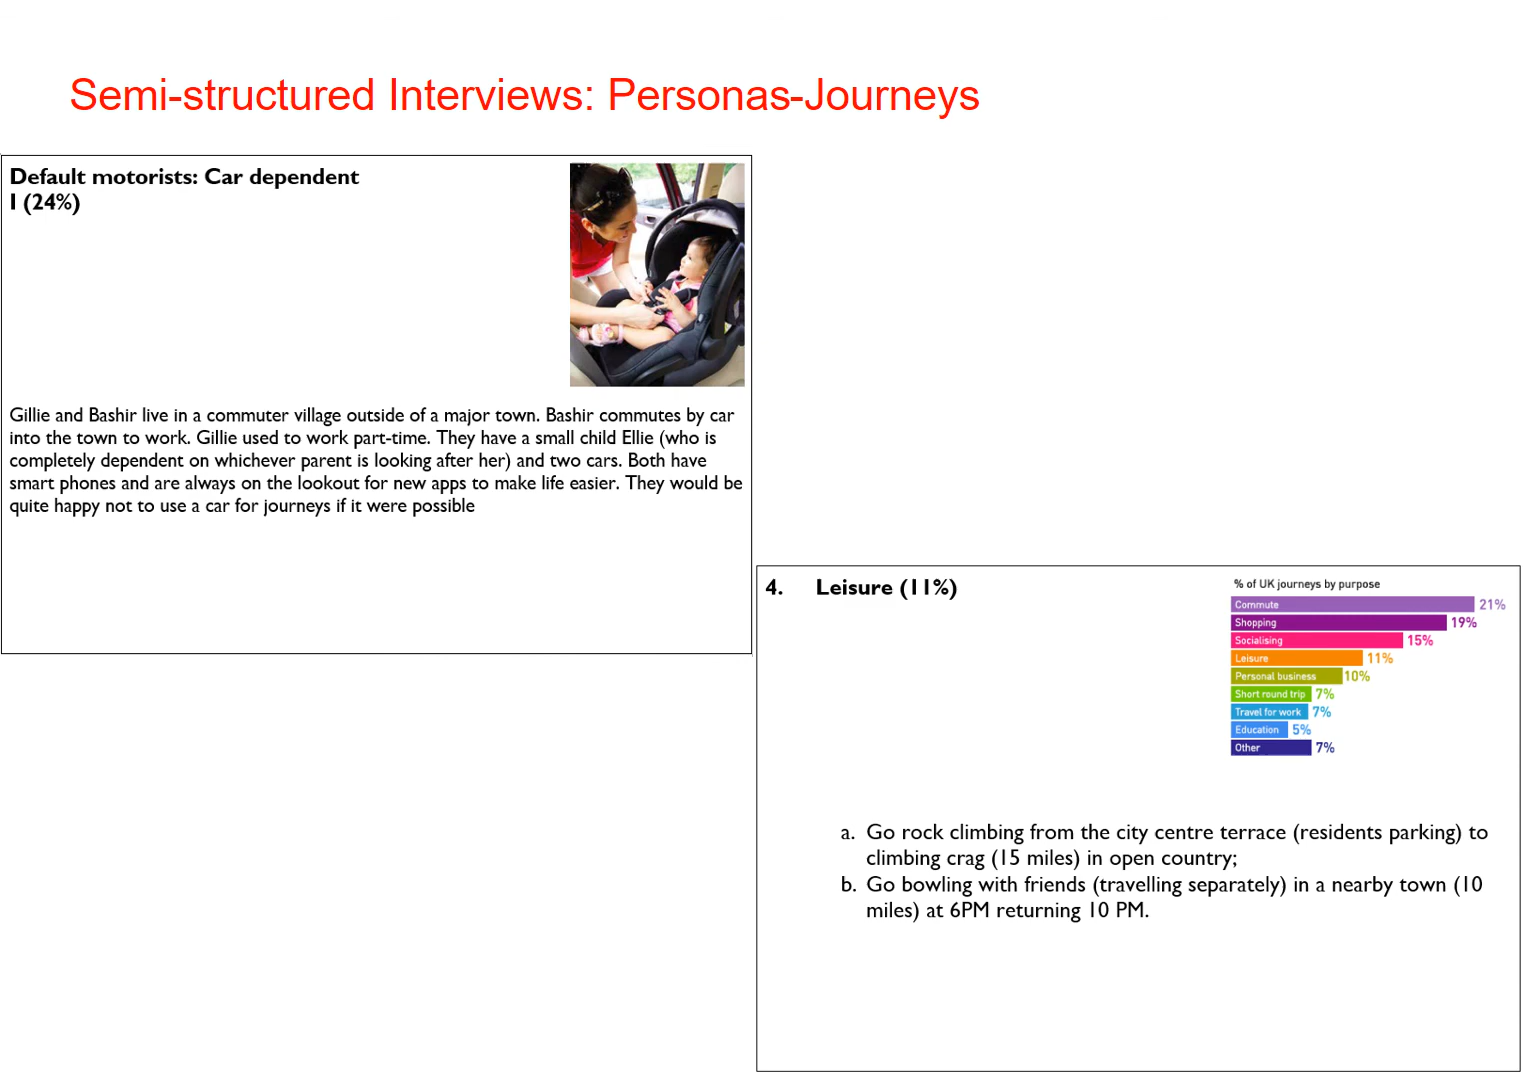 Semi-structured Interviews: Personas-Journeys
Default motorists: Car dependent
I (24%)
Gillie and Bashir live in a commuter village outside of a major town. Bashir commutes by car
into the town to work. Gillie used to work part-time. They have a small child Ellie (who is
completely dependent on whichever parent is looking after her) and two cars. Both have
smart phones and are always on the lookout for new apps to make life easier. They would be
quite happy not to use a car for journeys if it were possible
4. Leisure (11%)
% of UK journeys by purpose
Commute 21%
Shopping 19%
Socialising 15%
Leisure 11%
Personal business 10%
Short round trip 7%
Travel for work 7%
Education 5%
Other 7%
a. Go rock climbing from the city centre terrace (residents parking) to
climbing crag (15 miles) in open country;
b. Go bowling with friends (travelling separately) in a nearby town (10
miles) at 6PM returning 10 PM.